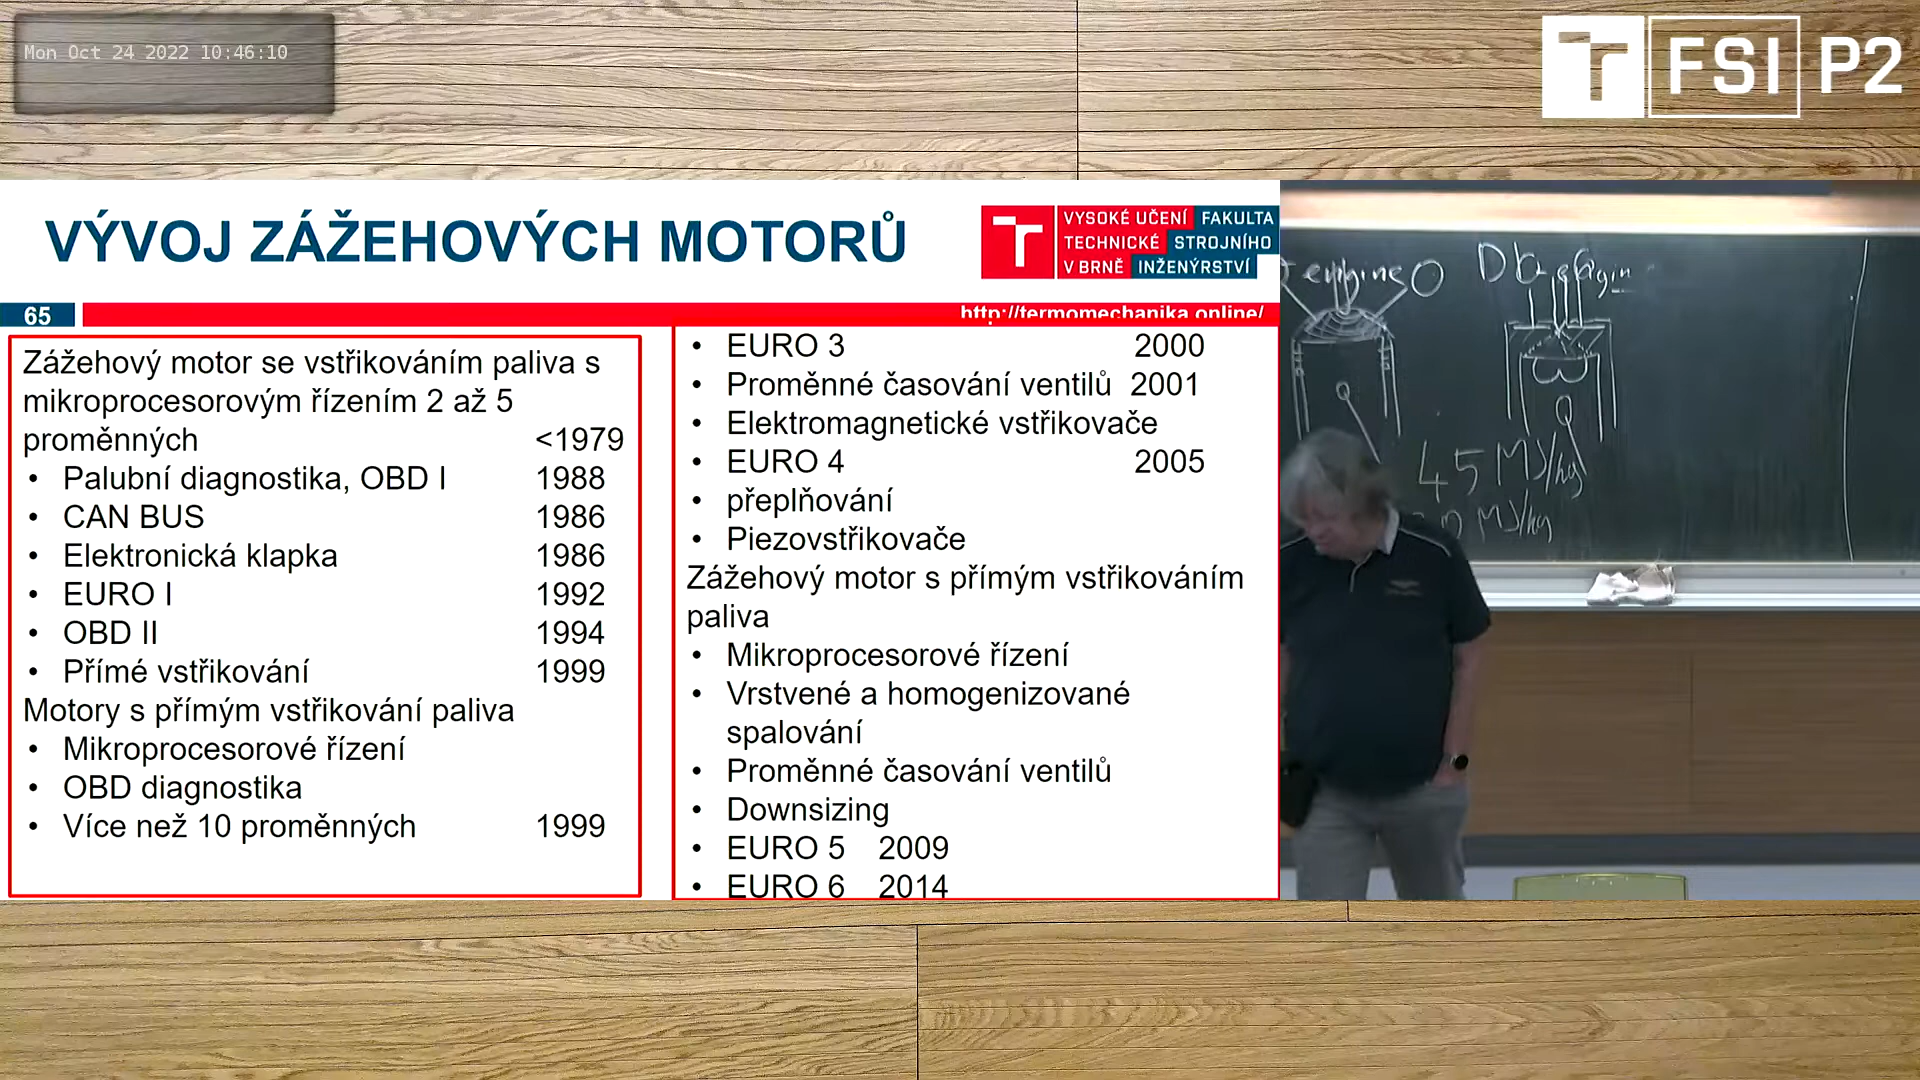 Mon Oct 24 2022 10:46:10
T FSI P2
VÝVOJ ZÁŽEHOVÝCH MOTORŮ
VYSOKÉ UČENÍ FAKULTA
TECHNICKÉ STROJNÍHO
V BRNĚ INŽENÝRSTVÍ
65
http://termomechanika.online/
Zážehový motor se vstřikováním paliva s
mikroprocesorovým řízením 2 až 5
proměnných <1979
• Palubní diagnostika, OBD I 1988
• CAN BUS 1986
• Elektronická klapka 1986
• EURO I 1992
• OBD II 1994
• Přímé vstřikování 1999
Motory s přímým vstřikování paliva
• Mikroprocesorové řízení
• OBD diagnostika
• Více než 10 proměnných 1999
• EURO 3 2000
• Proměnné časování ventilů 2001
• Elektromagnetické vstřikovače
• EURO 4 2005
• přeplňování
• Piezovstřikovače
Zážehový motor s přímým vstřikováním
paliva
• Mikroprocesorové řízení
• Vrstvené a homogenizované
spalování
• Proměnné časování ventilů
• Downsizing
• EURO 5 2009
• EURO 6 2014
engine
45 MJ/kg
MJ/kg